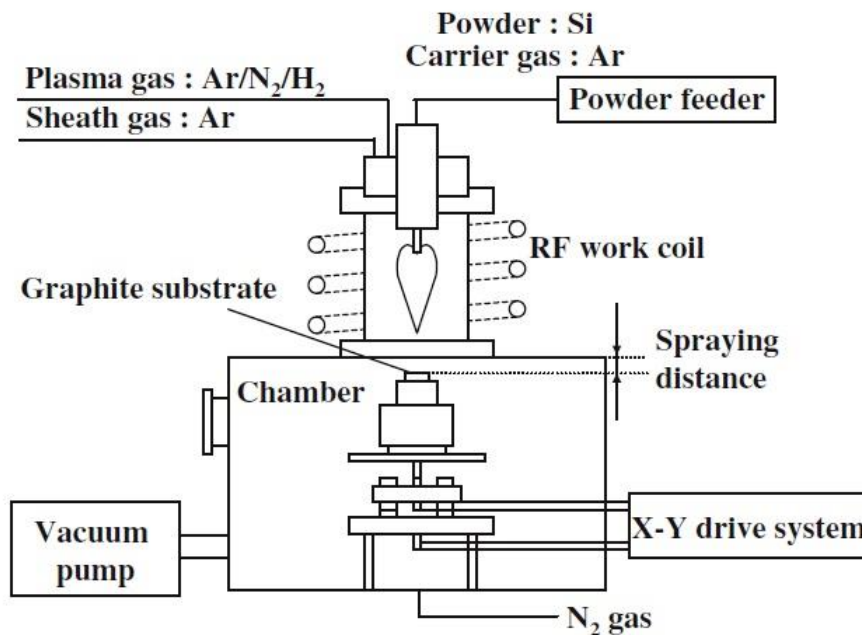 Powder : Si
Carrier gas : Ar
Plasma gas : Ar/N₂/H₂
Powder feeder
Sheath gas : Ar
RF work coil
Graphite substrate
Spraying
distance
Chamber
Vacuum
pump
X-Y drive system
N₂ gas